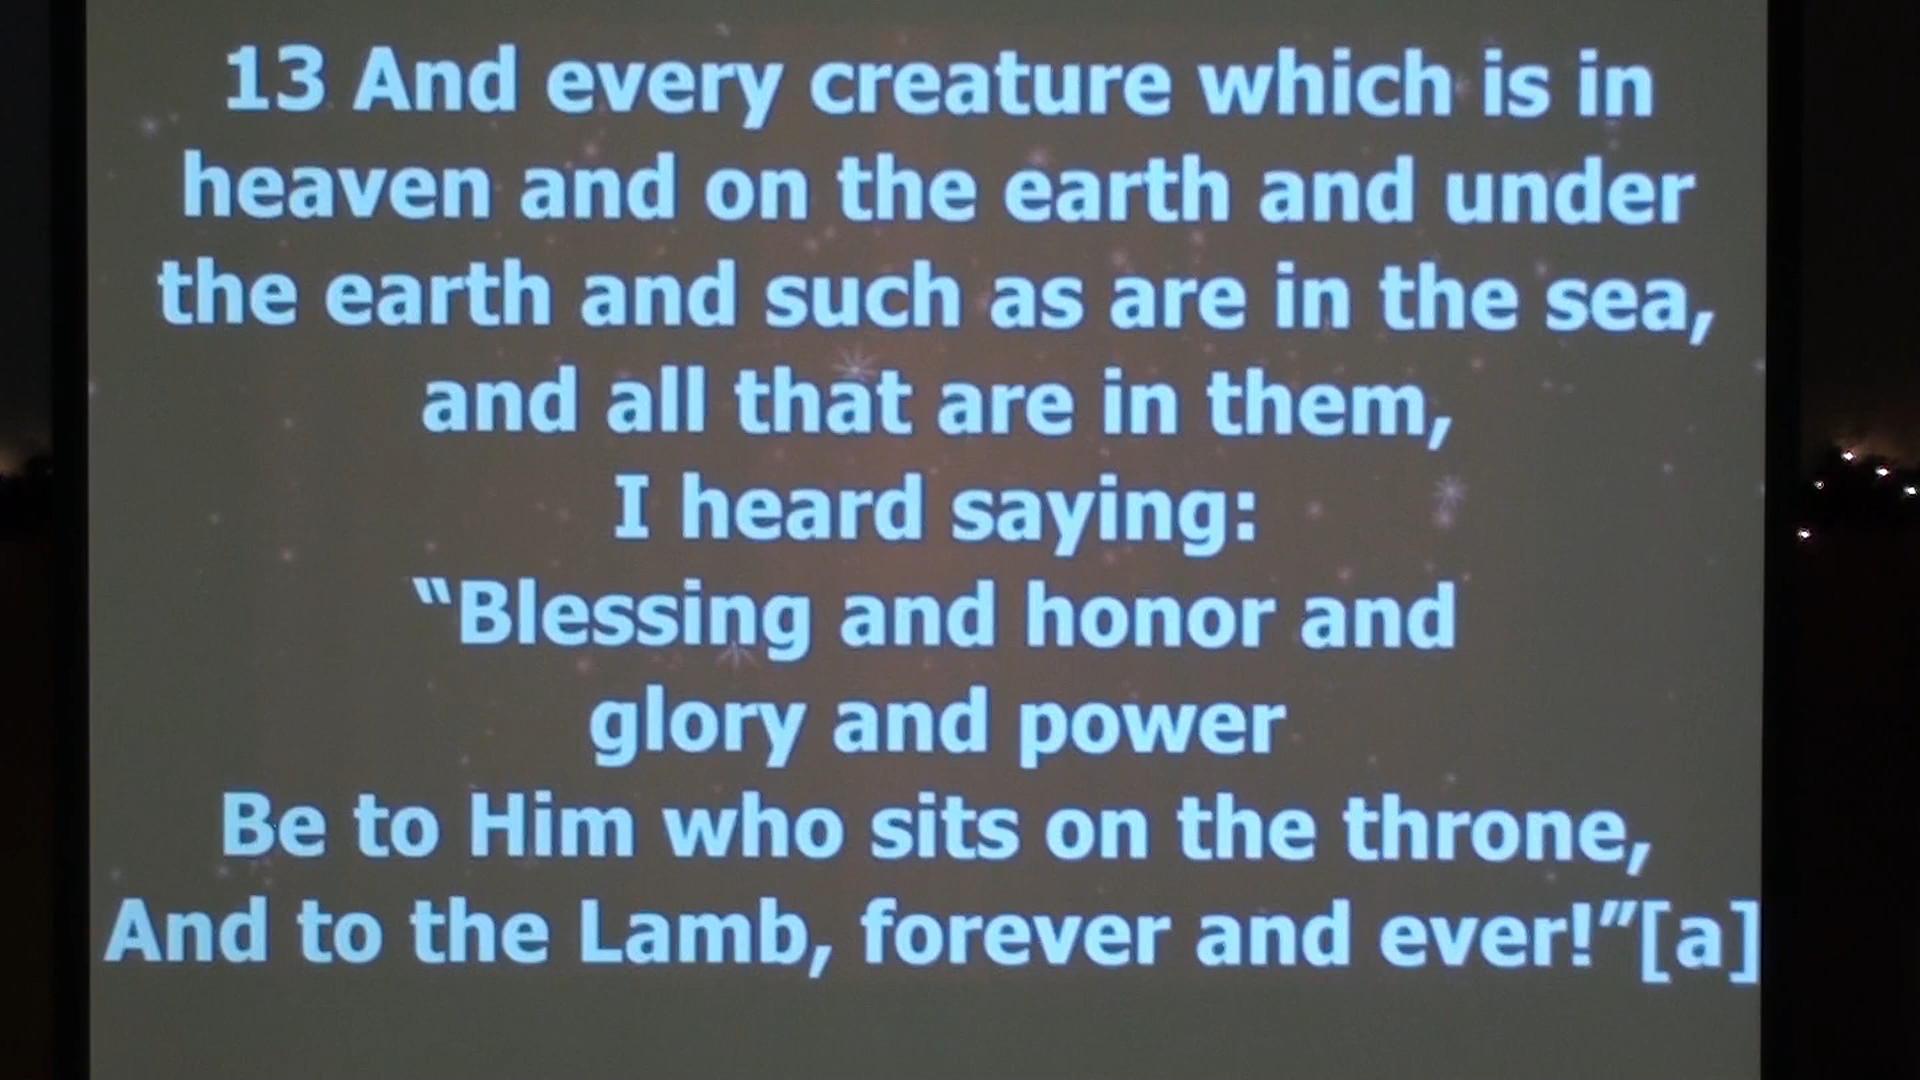 13 And every creature which is in
heaven and on the earth and under
the earth and such as are in the sea,
and all that are in them,
I heard saying:
“Blessing and honor and
glory and power
Be to Him who sits on the throne,
And to the Lamb, forever and ever!”[a]